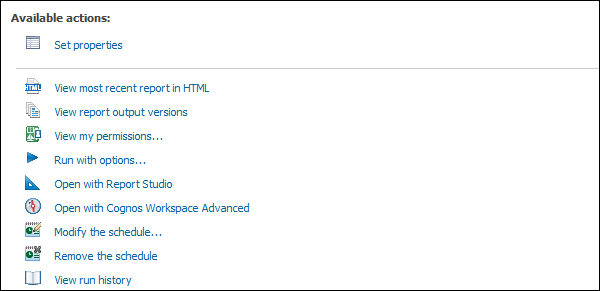 Available actions:
Set properties
HTML
View most recent report in HTML
View report output versions
View my permissions...
Run with options...
Open with Report Studio
Open with Cognos Workspace Advanced
Modify the schedule...
Remove the schedule
View run history